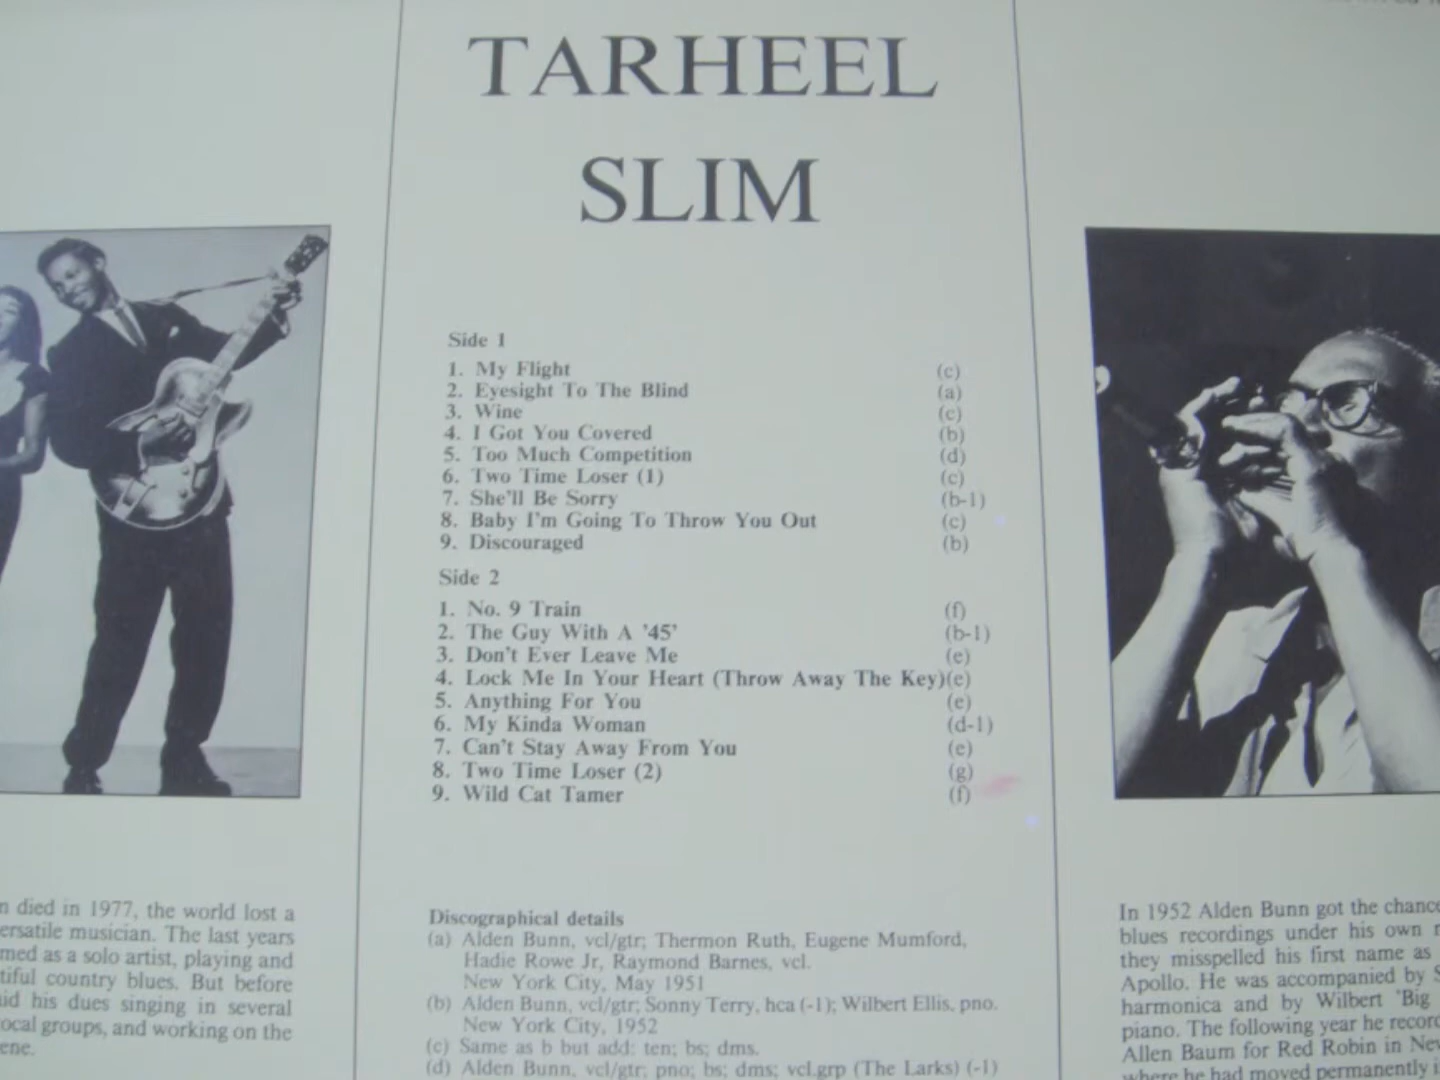 TARHEEL
SLIM
Side 1
1. My Flight (c)
2. Eyesight To The Blind (a)
3. Wine (c)
4. I Got You Covered (b)
5. Too Much Competition (d)
6. Two Time Loser (1) (c)
7. She'll Be Sorry (b-1)
8. Baby I'm Going To Throw You Out (c)
9. Discouraged (b)
Side 2
1. No. 9 Train (f)
2. The Guy With A '45' (b-1)
3. Don't Ever Leave Me (e)
4. Lock Me In Your Heart (Throw Away The Key)(e)
5. Anything For You (e)
6. My Kinda Woman (d-1)
7. Can't Stay Away From You (e)
8. Two Time Loser (2) (g)
9. Wild Cat Tamer (f)
died in 1977, the world lost a
ersatile musician. The last years
med as a solo artist, playing and
tiful country blues. But before
id his dues singing in several
ocal groups, and working on the
ene.
Discographical details
(a) Alden Bunn, vcl/gtr; Thermon Ruth, Eugene Mumford,
Hadie Rowe Jr, Raymond Barnes, vcl.
New York City, May 1951
(b) Alden Bunn, vcl/gtr; Sonny Terry, hca (-1); Wilbert Ellis, pno.
New York City, 1952
(c) Same as b but add: ten; bs; dms.
(d) Alden Bunn, vcl/gtr; pno; bs; dms; vcl.grp (The Larks) (-1)
In 1952 Alden Bunn got the chance
blues recordings under his own
they misspelled his first name as
Apollo. He was accompanied by S
harmonica and by Wilbert 'Big
piano. The following year he record
Allen Baum for Red Robin in New
where he had moved permanently i